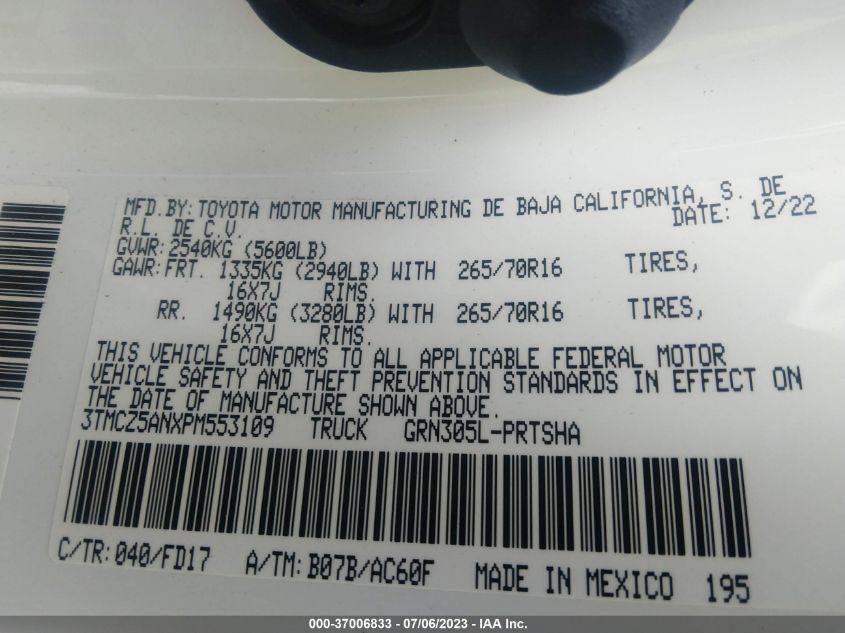 MFD.BY:TOYOTA MOTOR MANUFACTURING DE BAJA CALIFORNIA, S. DE
R.L. DE C.V. DATE: 12/22
GVWR:2540KG (5600LB)
GAWR:FRT. 1335KG (2940LB) WITH 265/70R16 TIRES,
16X7J RIMS.
RR. 1490KG (3280LB) WITH 265/70R16 TIRES,
16X7J RIMS.
THIS VEHICLE CONFORMS TO ALL APPLICABLE FEDERAL MOTOR
VEHICLE SAFETY AND THEFT PREVENTION STANDARDS IN EFFECT ON
THE DATE OF MANUFACTURE SHOWN ABOVE.
3TMCZ5ANXPM553109 TRUCK GRN305L-PRTSHA
C/TR:040/FD17 A/TM:B07B/AC60F MADE IN MEXICO 195
000-37006833 - 07/06/2023 - IAA Inc.